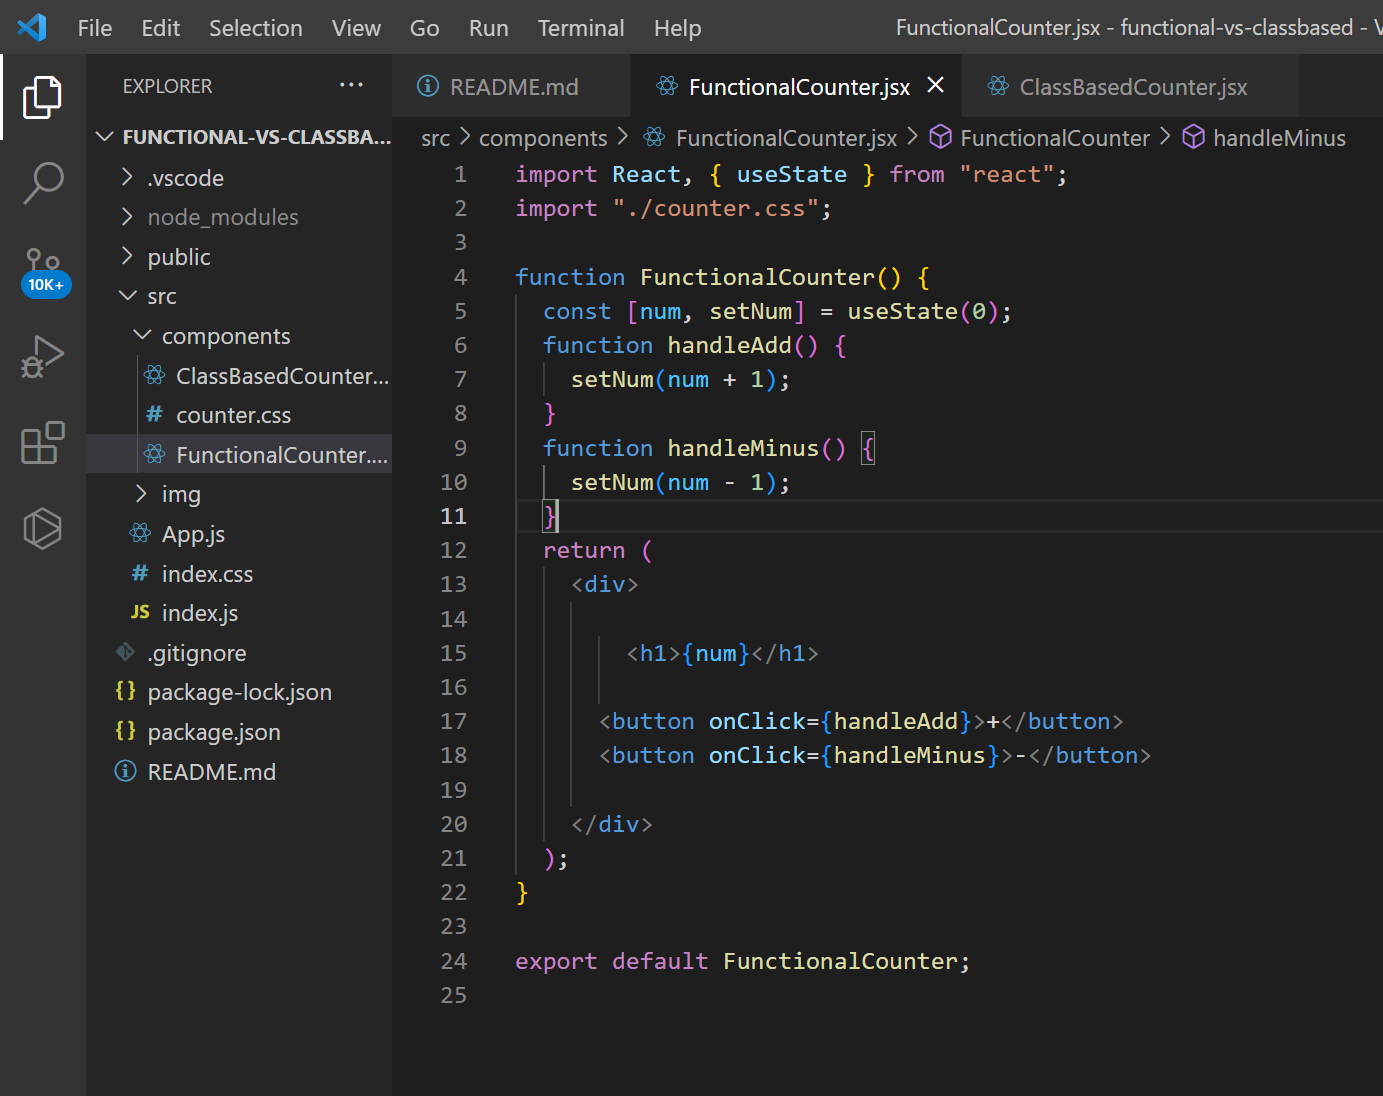 File Edit Selection View Go Run Terminal Help FunctionalCounter.jsx - functional-vs-classbased - V
EXPLORER ...
README.md FunctionalCounter.jsx × ClassBasedCounter.jsx
FUNCTIONAL-VS-CLASSBA...
src > components > FunctionalCounter.jsx > FunctionalCounter > handleMinus
10K+
.vscode
node_modules
public
src
components
ClassBasedCounter...
# counter.css
FunctionalCounter....
img
App.js
# index.css
JS index.js
.gitignore
{} package-lock.json
{} package.json
README.md
1 import React, { useState } from "react";
2 import "./counter.css";
3
4 function FunctionalCounter() {
5 const [num, setNum] = useState(0);
6 function handleAdd() {
7 setNum(num + 1);
8 }
9 function handleMinus() {
10 setNum(num - 1);
11 }
12 return (
13 <div>
14
15 <h1>{num}</h1>
16
17 <button onClick={handleAdd}>+</button>
18 <button onClick={handleMinus}>-</button>
19
20 </div>
21 );
22 }
23
24 export default FunctionalCounter;
25